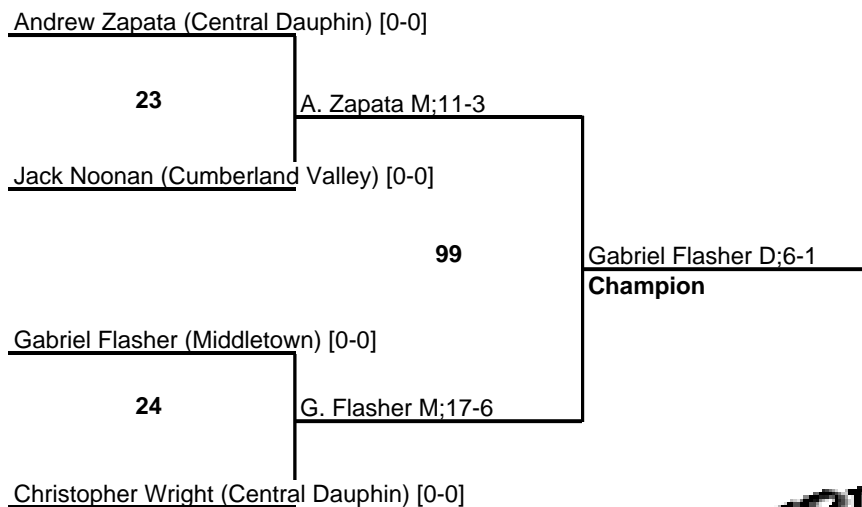 Andrew Zapata (Central Dauphin) [0-0]
23
A. Zapata M;11-3
Jack Noonan (Cumberland Valley) [0-0]
99
Gabriel Flasher D;6-1
Champion
Gabriel Flasher (Middletown) [0-0]
24
G. Flasher M;17-6
Christopher Wright (Central Dauphin) [0-0]